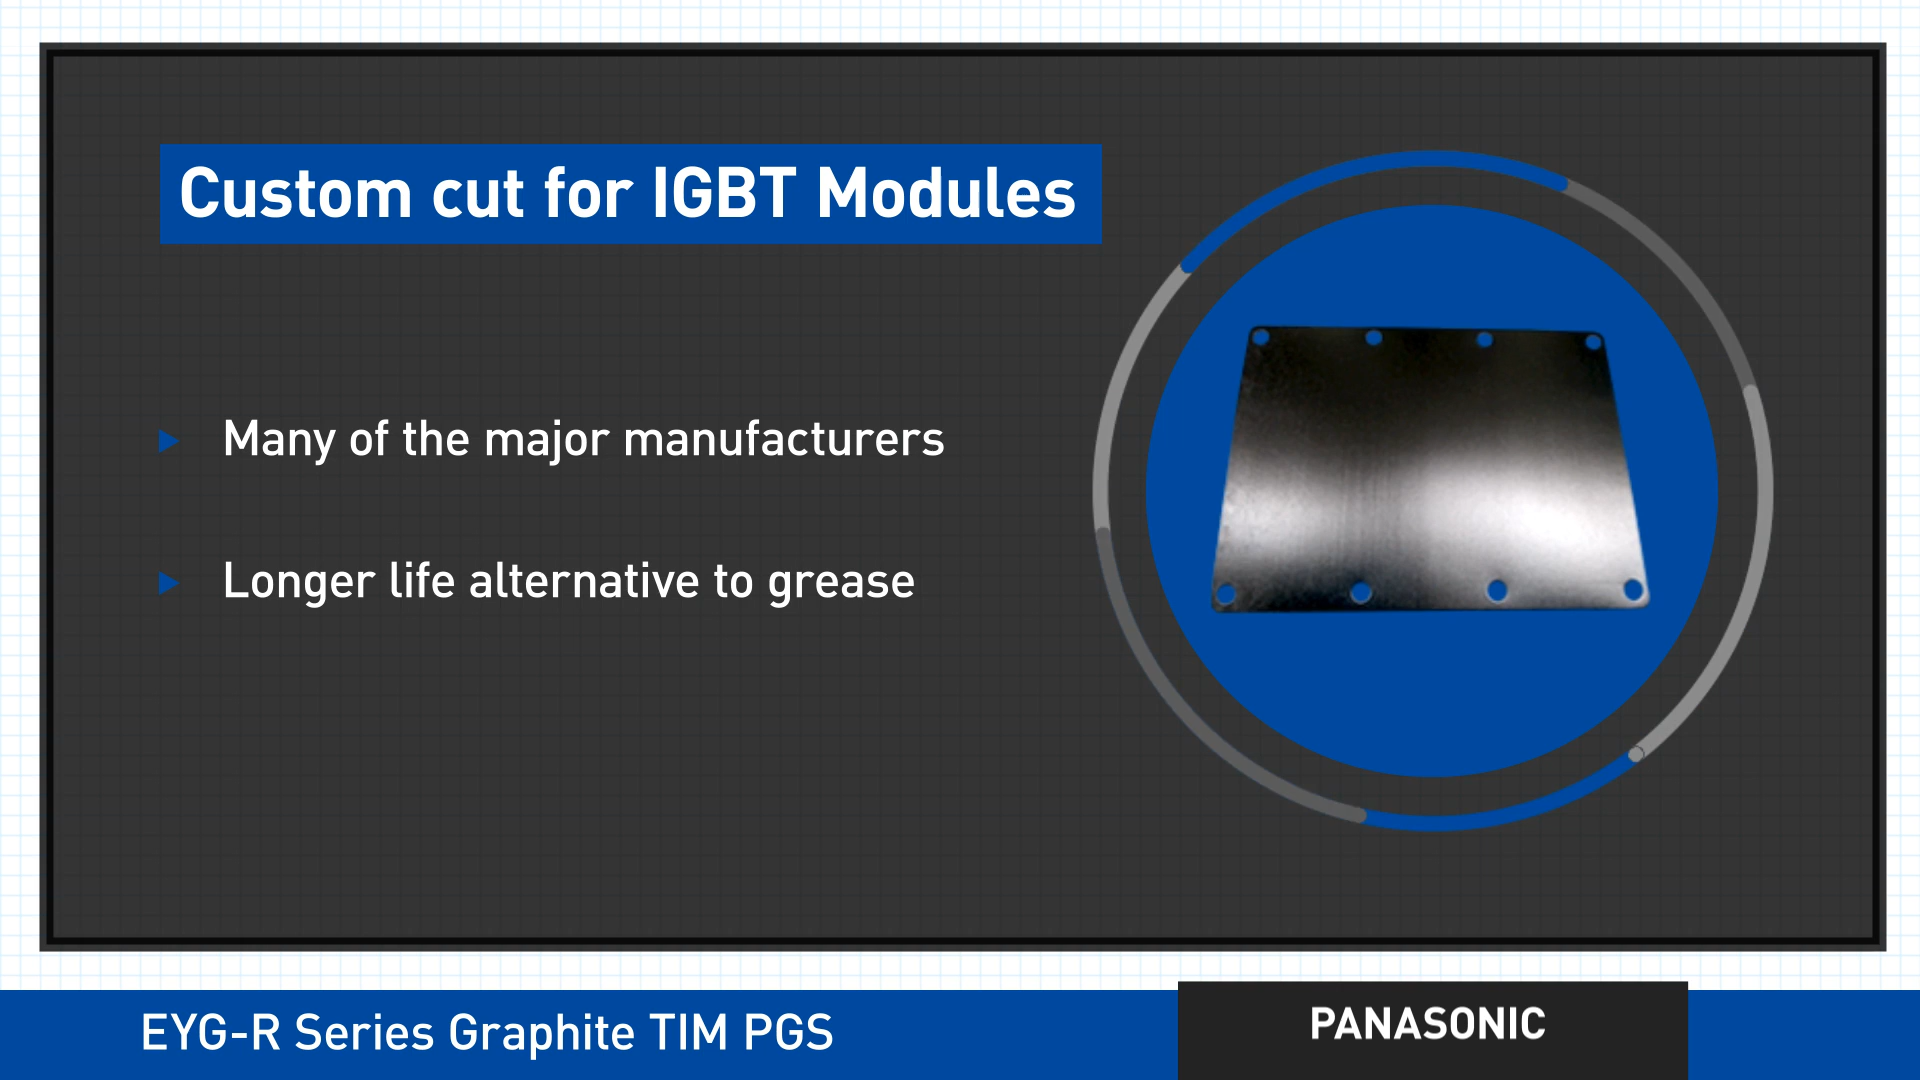 Custom cut for IGBT Modules
Many of the major manufacturers
Longer life alternative to grease
EYG-R Series Graphite TIM PGS
PANASONIC